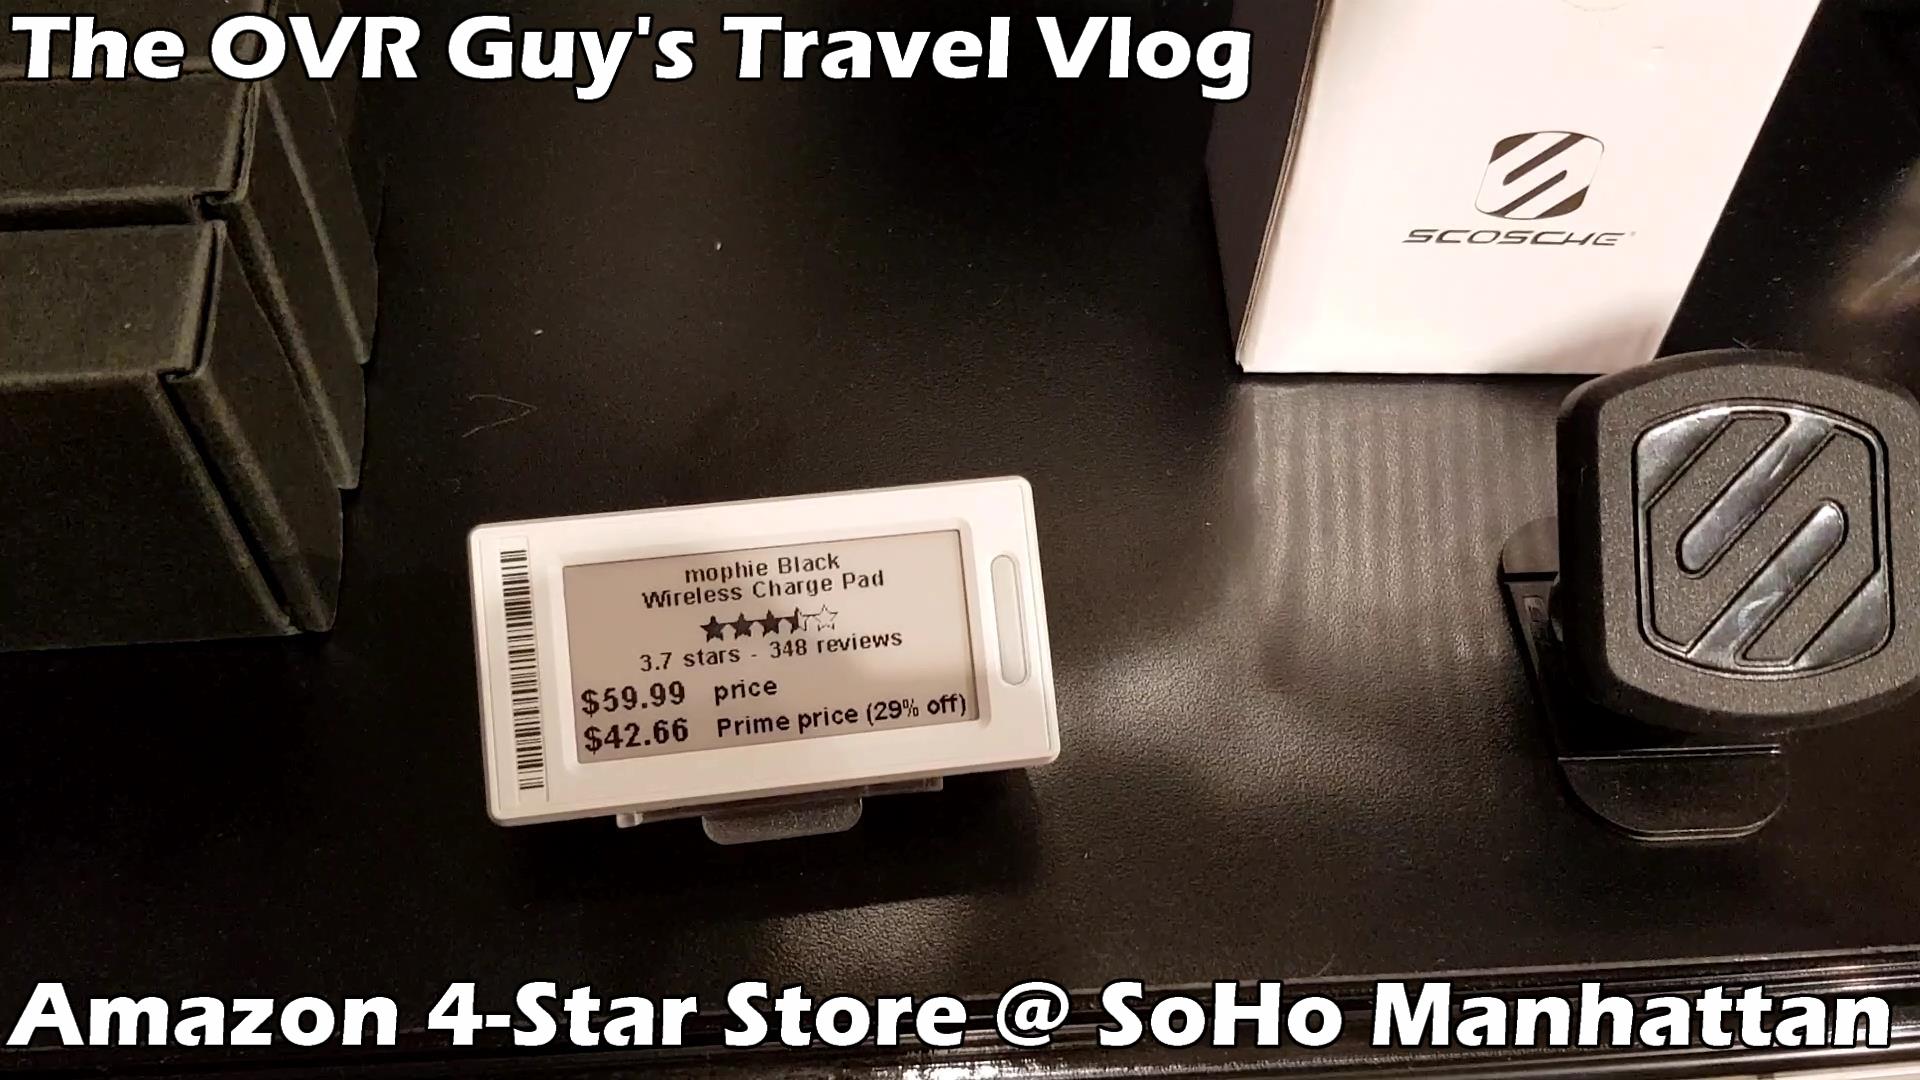 The OVR Guy's Travel Vlog
SCOSCHE
mophie Black
Wireless Charge Pad
3.7 stars - 348 reviews
$59.99 price
$42.66 Prime price (29% off)
Amazon 4-Star Store @ SoHo Manhattan